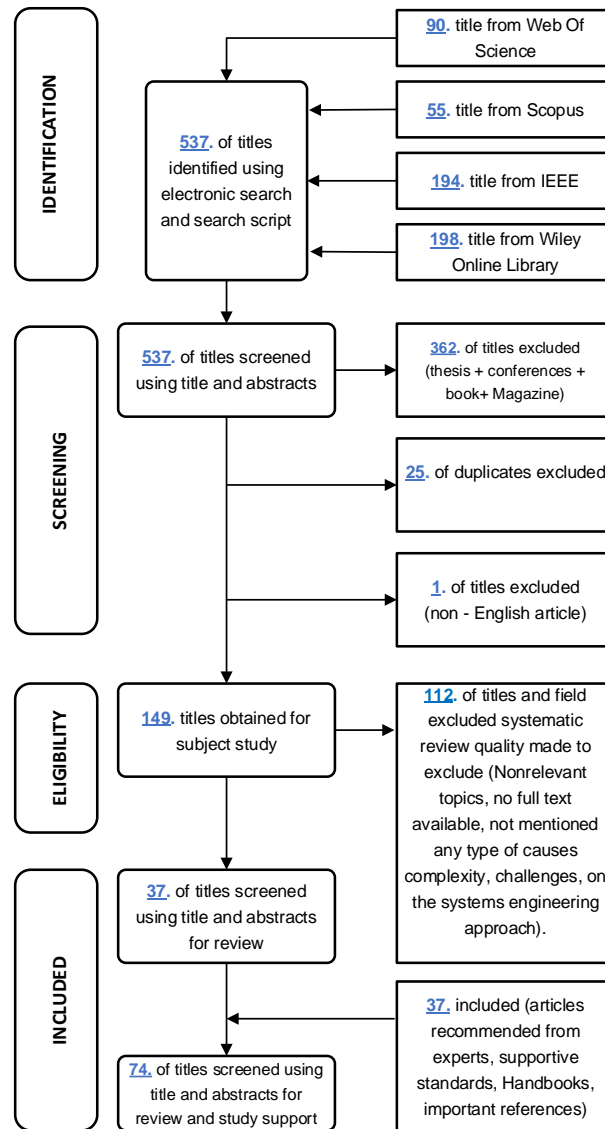 IDENTIFICATION
90. title from Web Of
Science
537. of titles
identified using
electronic search
and search script
55. title from Scopus
194. title from IEEE
198. title from Wiley
Online Library
SCREENING
537. of titles screened
using title and abstracts
362. of titles excluded
(thesis + conferences +
book+ Magazine)
25. of duplicates excluded
1. of titles excluded
(non - English article)
ELIGIBILITY
149. titles obtained for
subject study
112. of titles and field
excluded systematic
review quality made to
exclude (Nonrelevant
topics, no full text
available, not mentioned
any type of causes
complexity, challenges, on
the systems engineering
approach).
INCLUDED
37. of titles screened
using title and abstracts
for review
37. included (articles
recommended from
experts, supportive
standards, Handbooks,
important references)
74. of titles screened using
title and abstracts for
review and study support